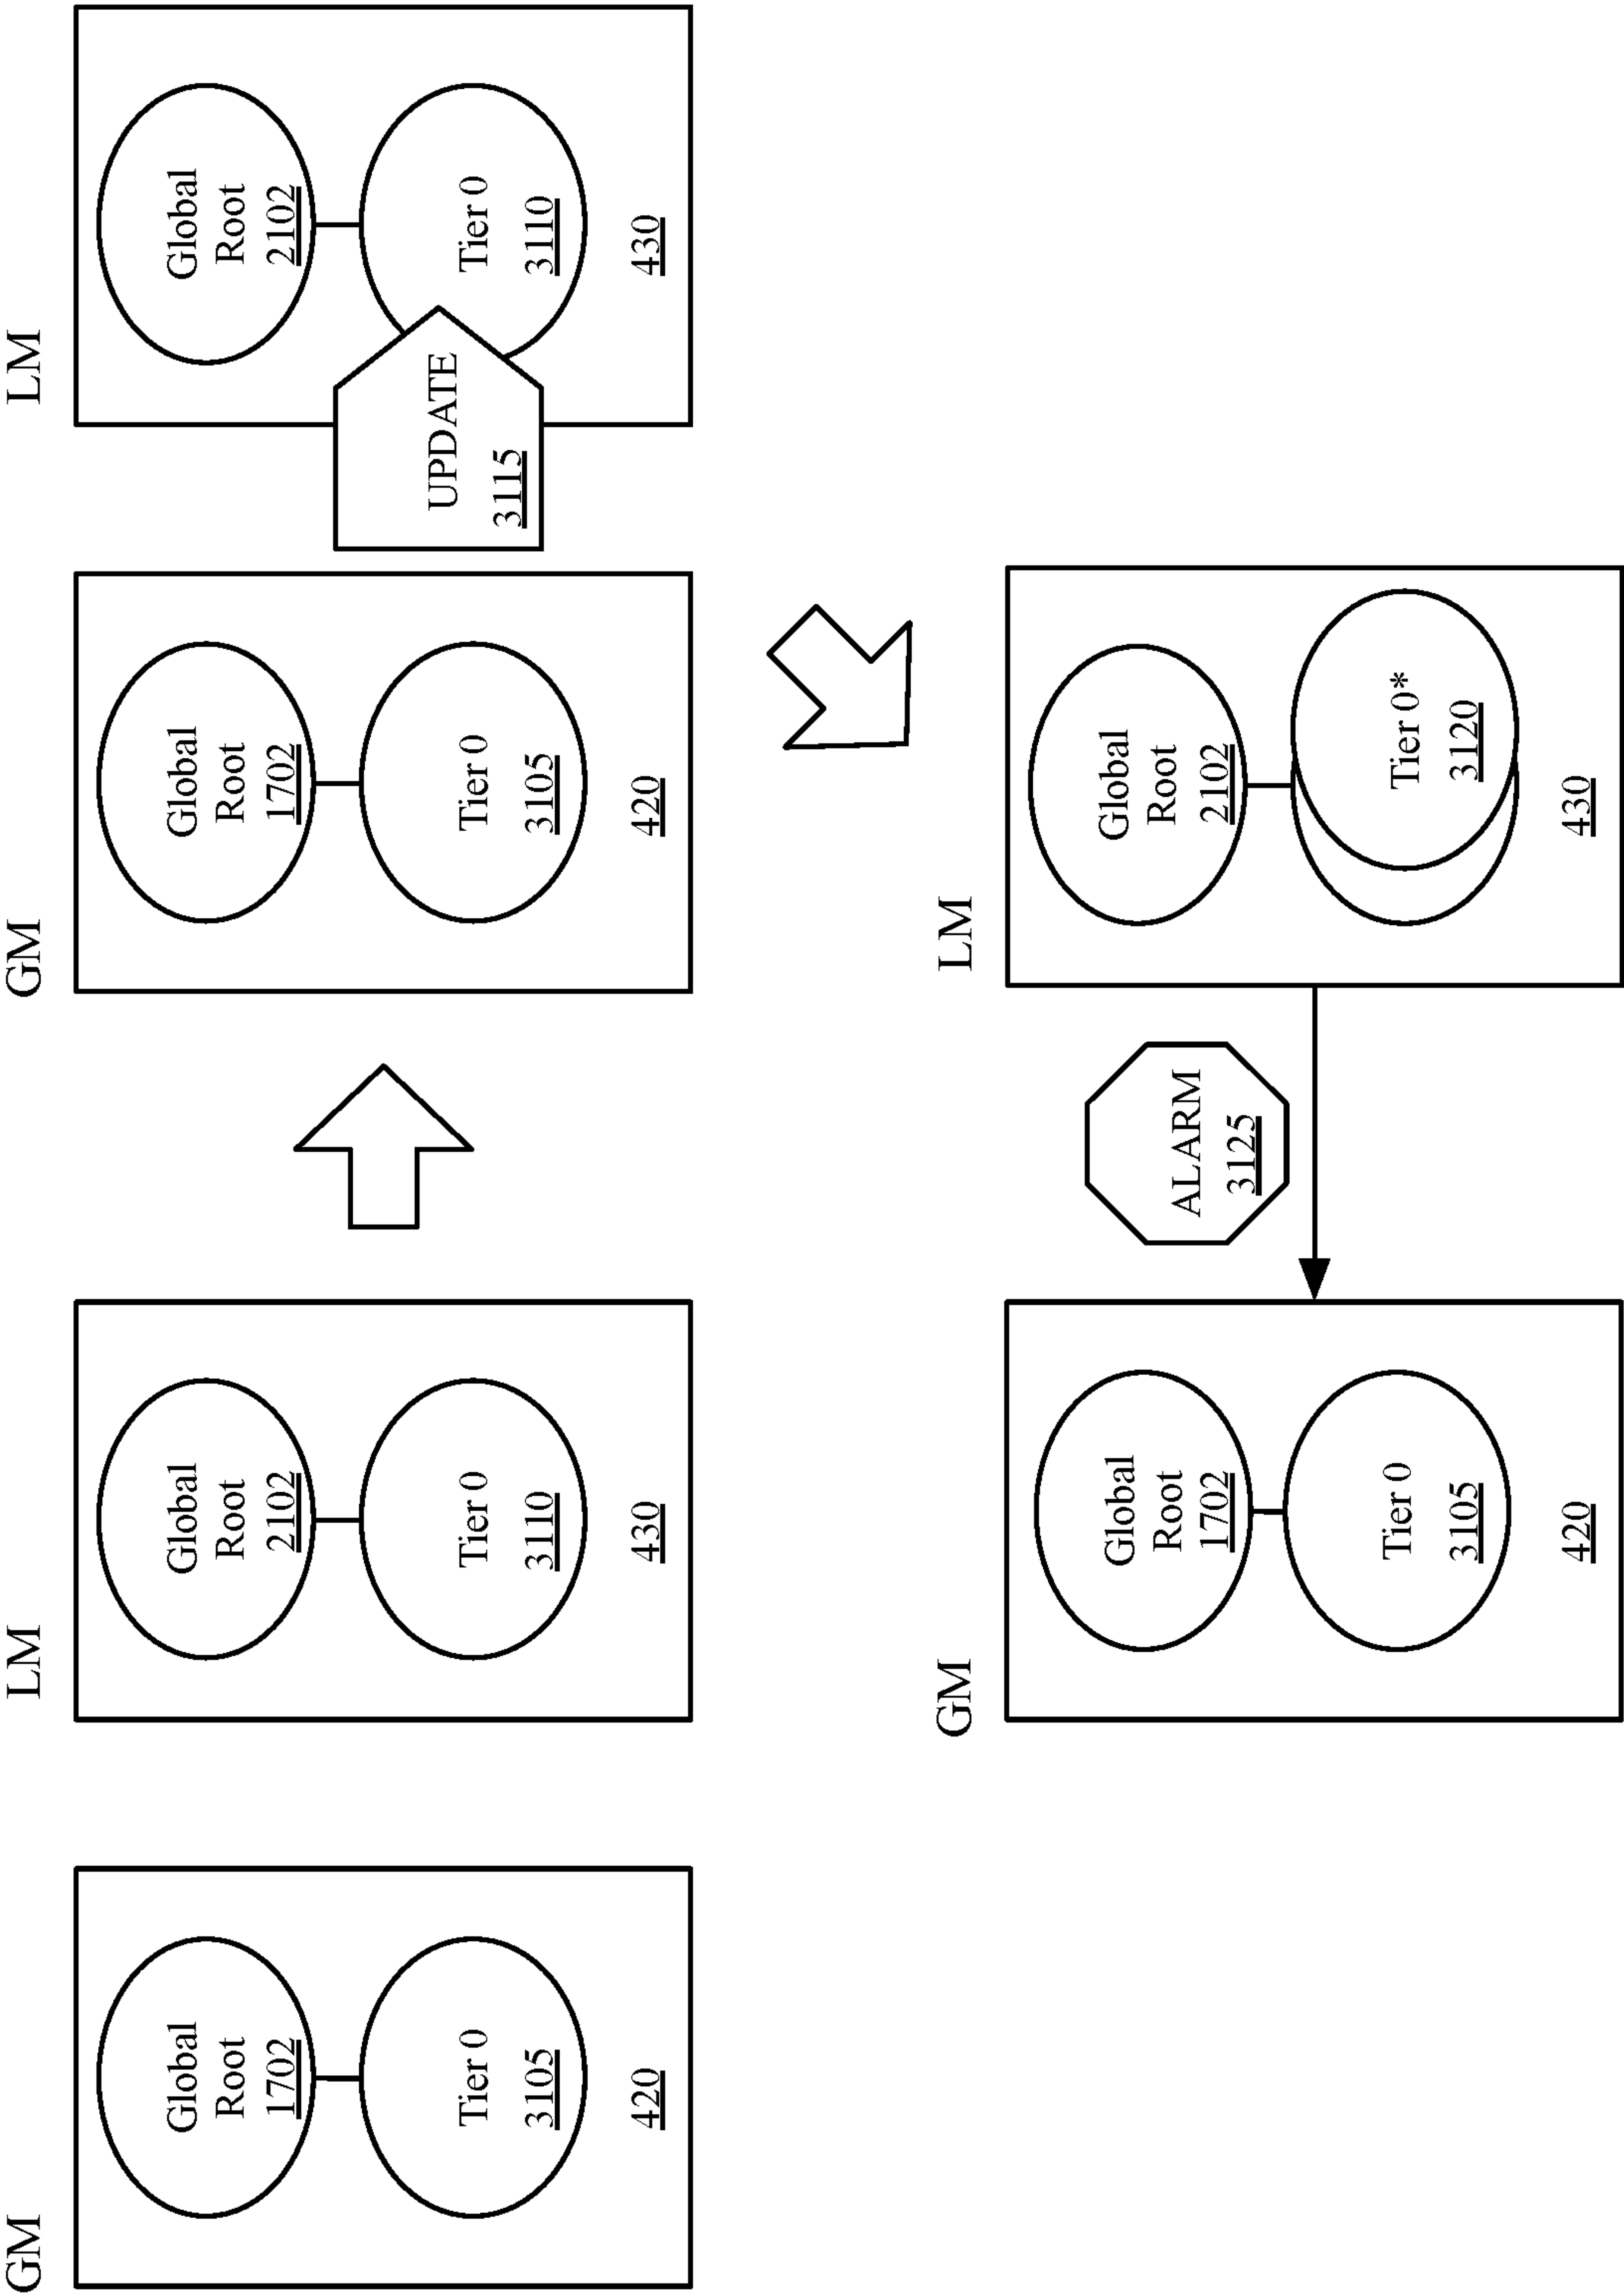 GM
Global
Root
1702
Tier 0
3105
420
LM
Global
Root
2102
Tier 0
3110
430
GM
Global
Root
1702
Tier 0
3105
420
UPDATE
3115
LM
Global
Root
2102
Tier 0
3110
430
GM
Global
Root
1702
Tier 0
3105
420
ALARM
3125
LM
Global
Root
2102
Tier 0*
3120
430